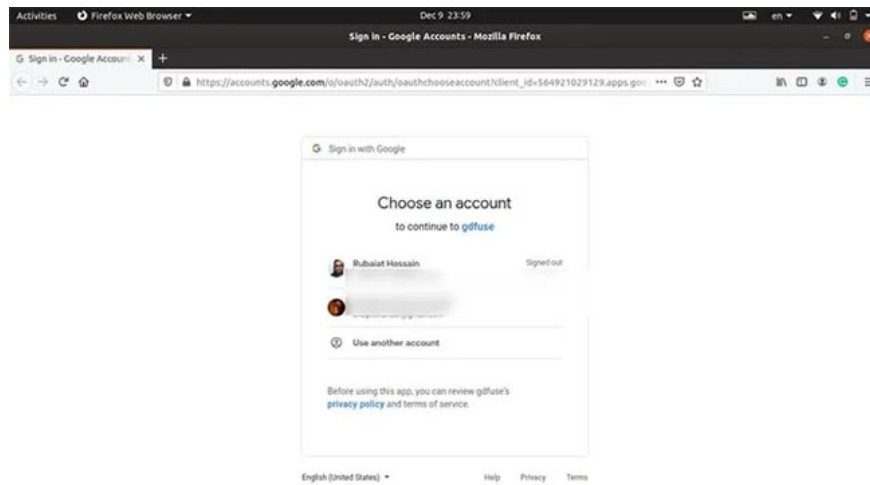 Activities Firefox Web Browser Dec 9 23:59 en
Sign in - Google Accounts - Mozilla Firefox
Sign in - Google Accoun
https://accounts.google.com/o/oauth2/auth/oauthchooseaccount?client_id=564921029129.apps.goo
Sign in with Google
Choose an account
to continue to gdfuse
Rubaiat Hossain Signed out
Use another account
Before using this app, you can review gdfuse's
privacy policy and terms of service.
English (United States) Help Privacy Terms